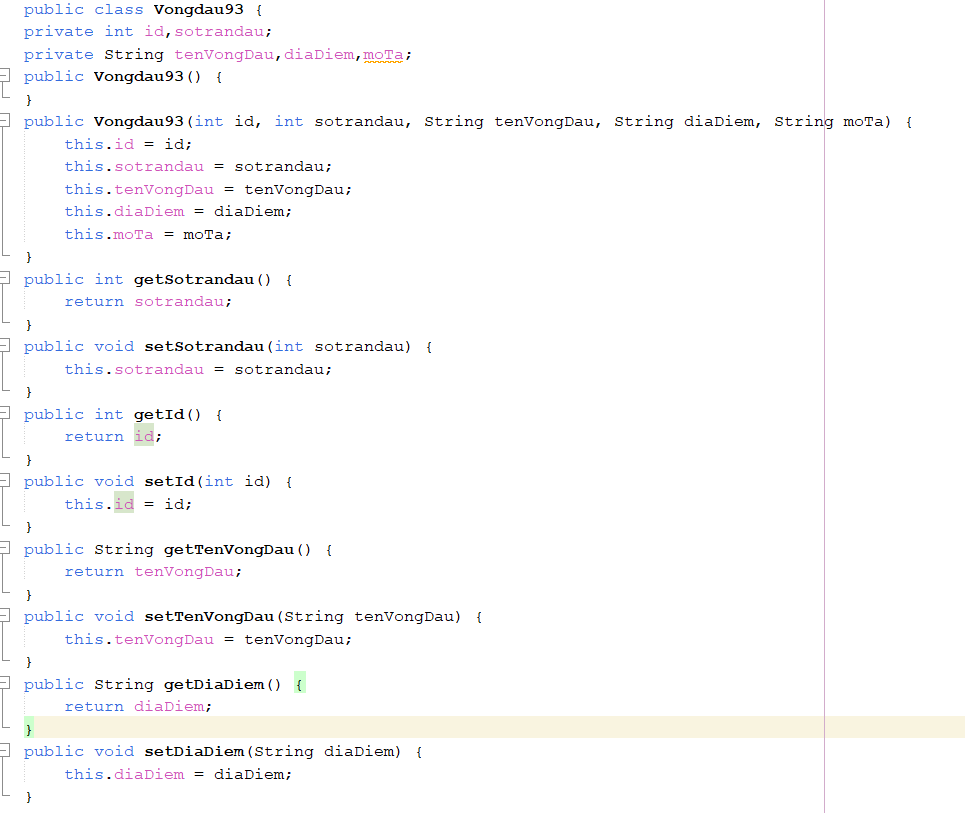 public class Vongdau93 {
private int id,sotrandau;
private String tenVongDau,diaDiem,moTa;
public Vongdau93() {
}
public Vongdau93(int id, int sotrandau, String tenVongDau, String diaDiem, String moTa) {
    this.id = id;
    this.sotrandau = sotrandau;
    this.tenVongDau = tenVongDau;
    this.diaDiem = diaDiem;
    this.moTa = moTa;
}
public int getSotrandau() {
    return sotrandau;
}
public void setSotrandau(int sotrandau) {
    this.sotrandau = sotrandau;
}
public int getId() {
    return id;
}
public void setId(int id) {
    this.id = id;
}
public String getTenVongDau() {
    return tenVongDau;
}
public void setTenVongDau(String tenVongDau) {
    this.tenVongDau = tenVongDau;
}
public String getDiaDiem() {
    return diaDiem;
}
public void setDiaDiem(String diaDiem) {
    this.diaDiem = diaDiem;
}